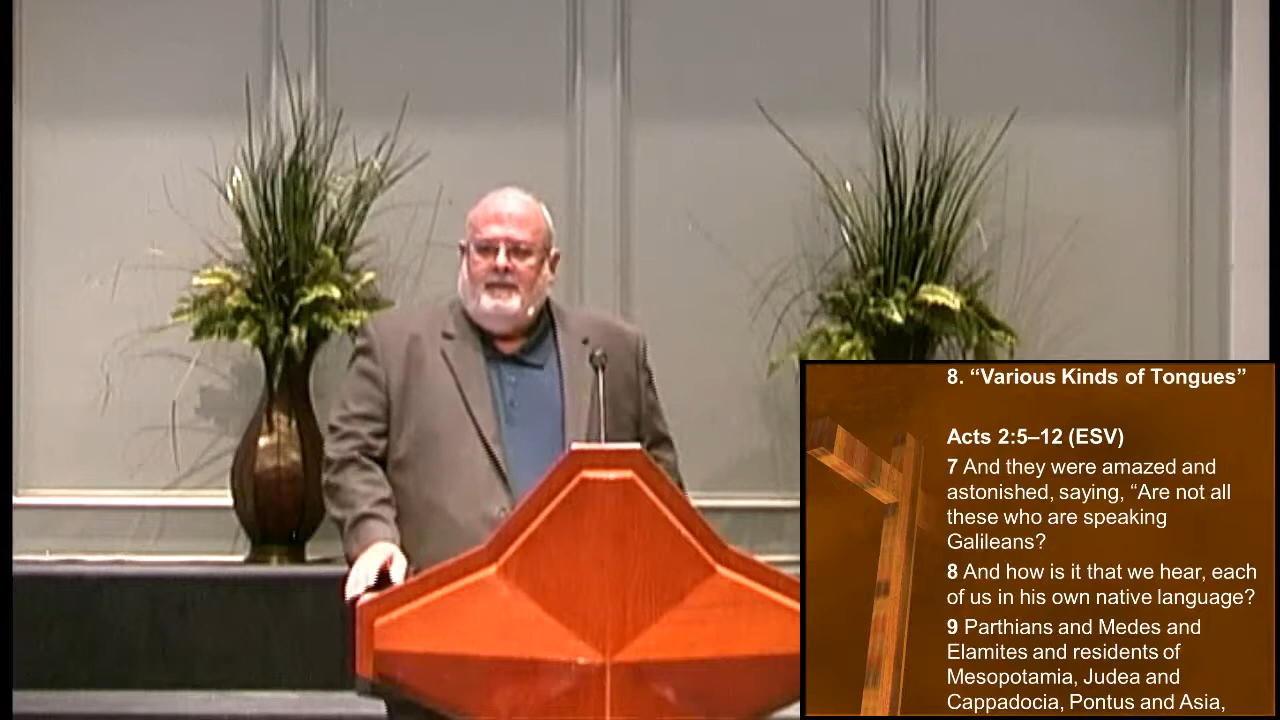 8. “Various Kinds of Tongues”
Acts 2:5–12 (ESV)
7 And they were amazed and
astonished, saying, “Are not all
these who are speaking
Galileans?
8 And how is it that we hear, each
of us in his own native language?
9 Parthians and Medes and
Elamites and residents of
Mesopotamia, Judea and
Cappadocia, Pontus and Asia,